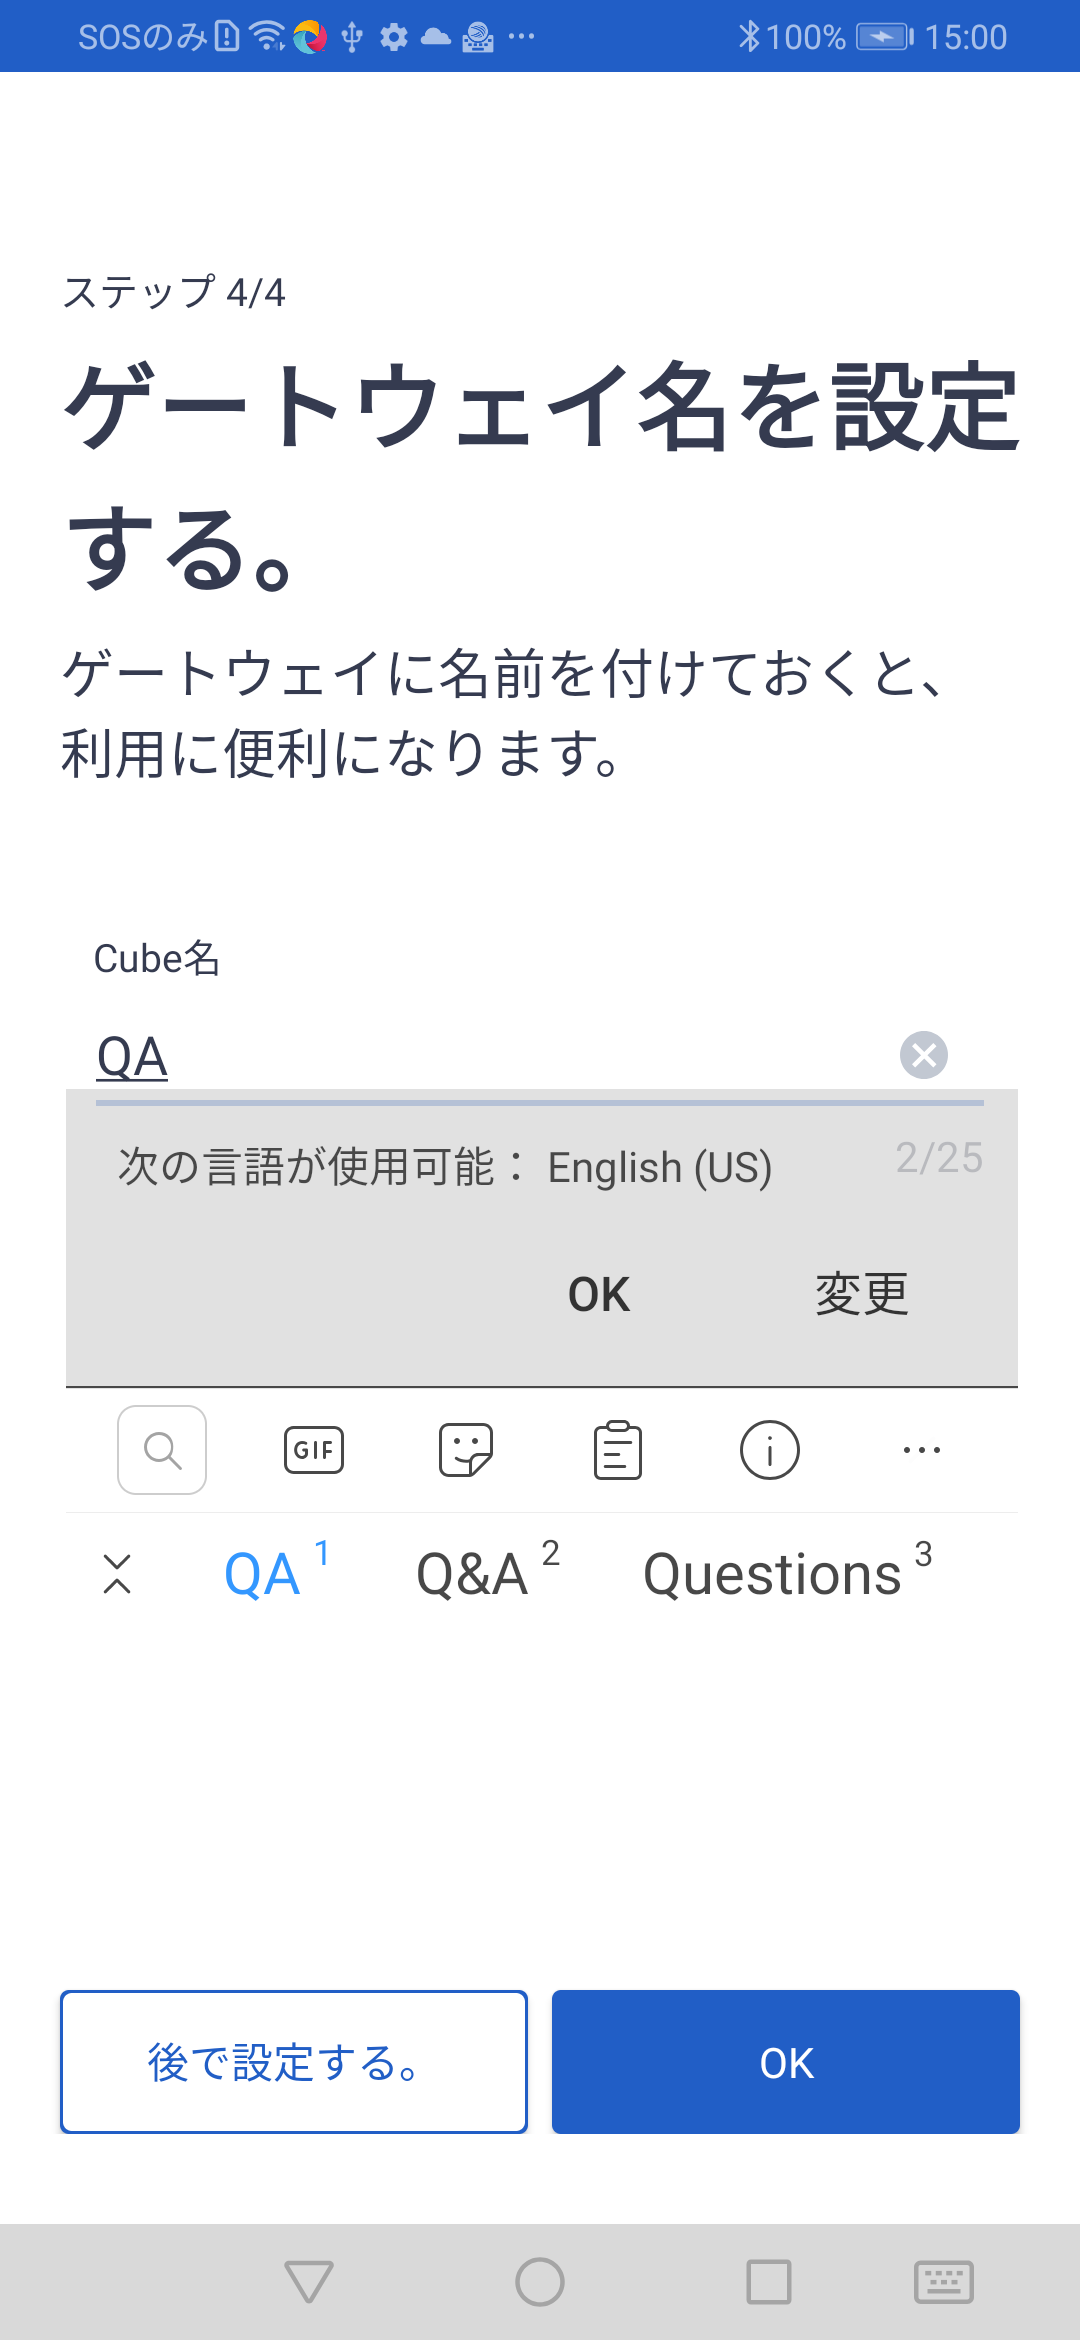 SOSのみ 100% 15:00
ステップ 4/4
ゲートウェイ名を設定
する。
ゲートウェイに名前を付けておくと、
利用に便利になります。
Cube名
QA
次の言語が使用可能： English (US) 2/25
OK 変更
GIF
QA 1 Q&A 2 Questions 3
後で設定する。 OK